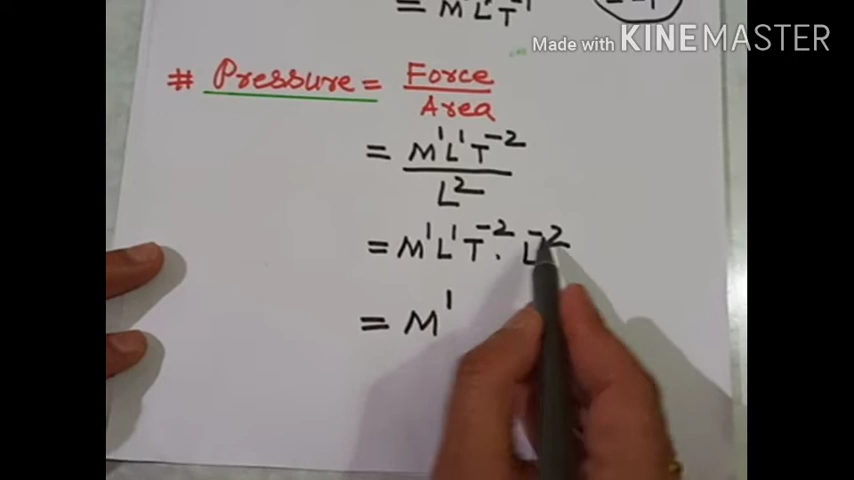 = M¹L¹T⁻¹
Made with KINEMASTER
# Pressure = Force / Area
= M¹L¹T⁻² / L²
= M¹L¹T⁻² . L⁻²
= M¹